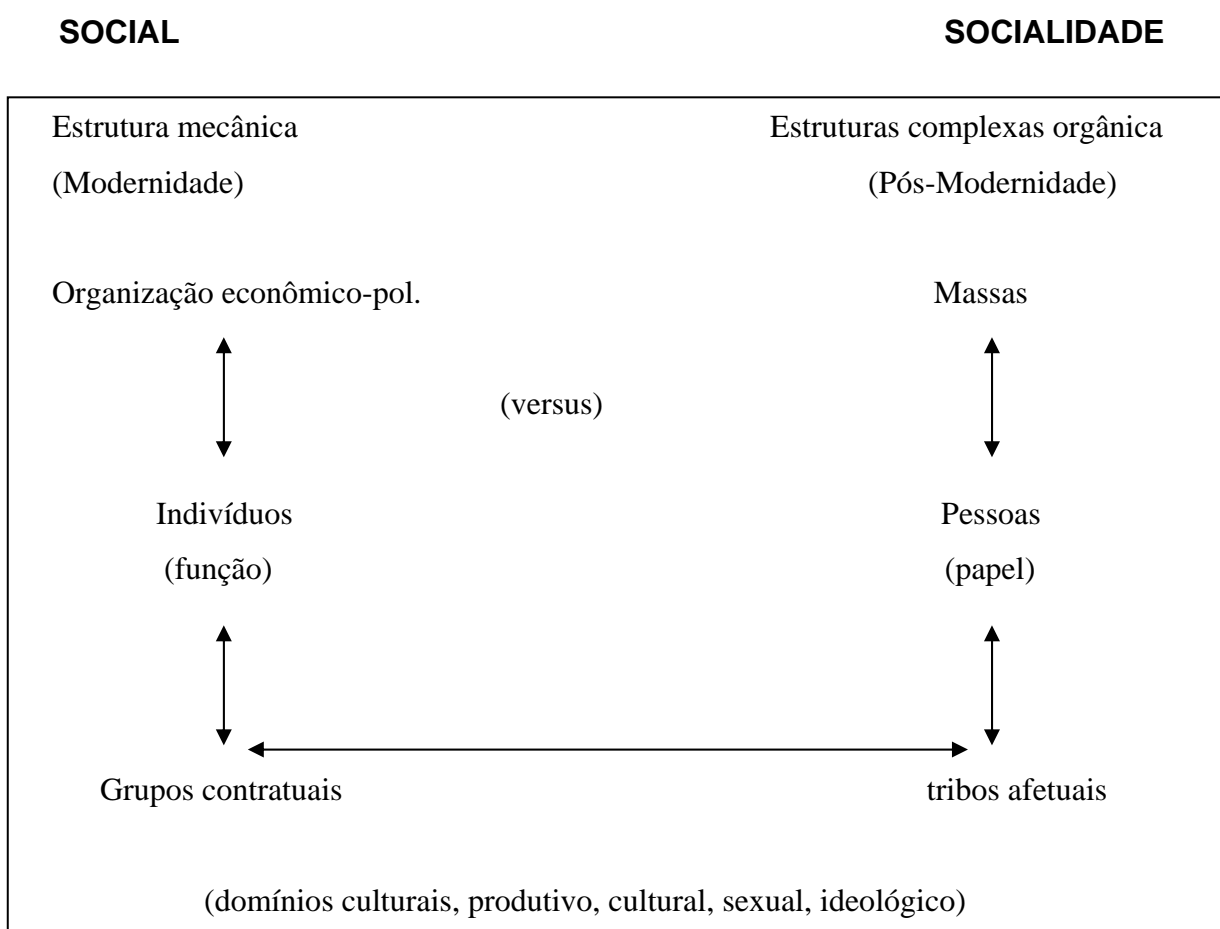 SOCIAL SOCIALIDADE
Estrutura mecânica Estruturas complexas orgânica
(Modernidade) (Pós-Modernidade)
Organização econômico-pol. Massas
(versus)
Indivíduos Pessoas
(função) (papel)
Grupos contratuais tribos afetuais
(domínios culturais, produtivo, cultural, sexual, ideológico)